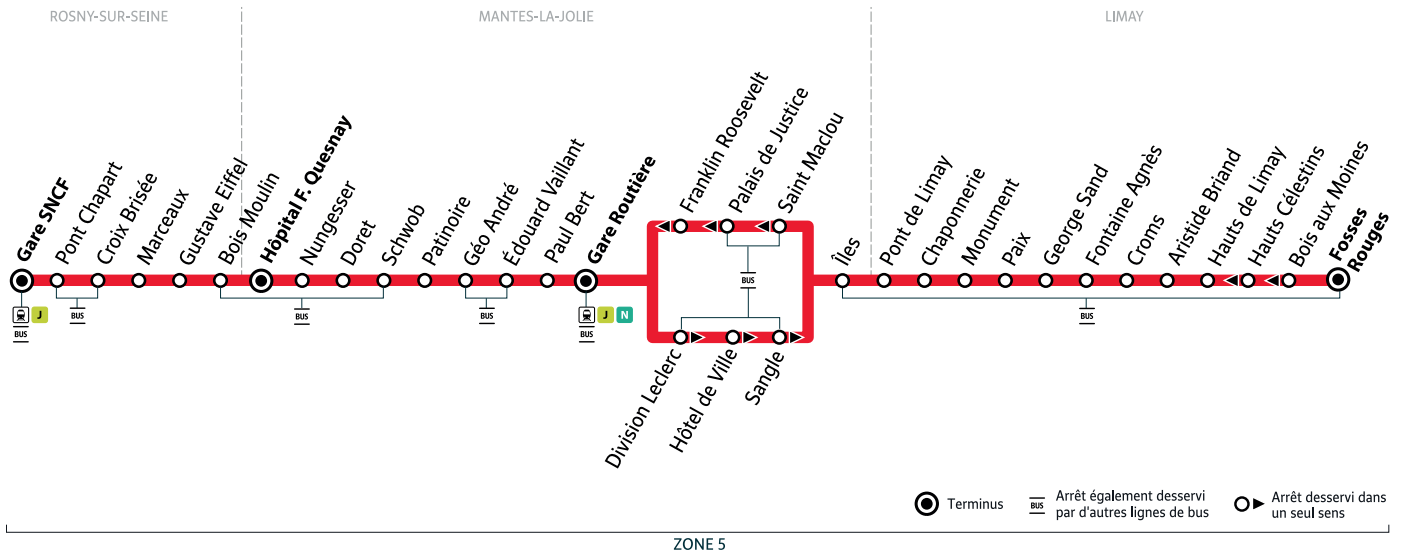 ROSNY-SUR-SEINE
MANTES-LA-JOLIE
LIMAY
Gare SNCF
Pont Chapart
Croix Brisée
Marceaux
Gustave Eiffel
Bois Moulin
Hôpital F. Quesnay
Nungesser
Doret
Schwob
Patinoire
Géo André
Édouard Vaillant
Paul Bert
Gare Routière
Franklin Roosevelt
Palais de Justice
Saint Maclou
Division Leclerc
Hôtel de Ville
Sangle
Îles
Pont de Limay
Chaponnerie
Monument
Paix
George Sand
Fontaine Agnès
Croms
Aristide Briand
Hauts de Limay
Hauts Célestins
Bois aux Moines
Fosses
Rouges
J
BUS
BUS
BUS
BUS
J
N
BUS
BUS
BUS
Terminus
BUS
Arrêt également desservi
par d'autres lignes de bus
Arrêt desservi dans
un seul sens
ZONE 5